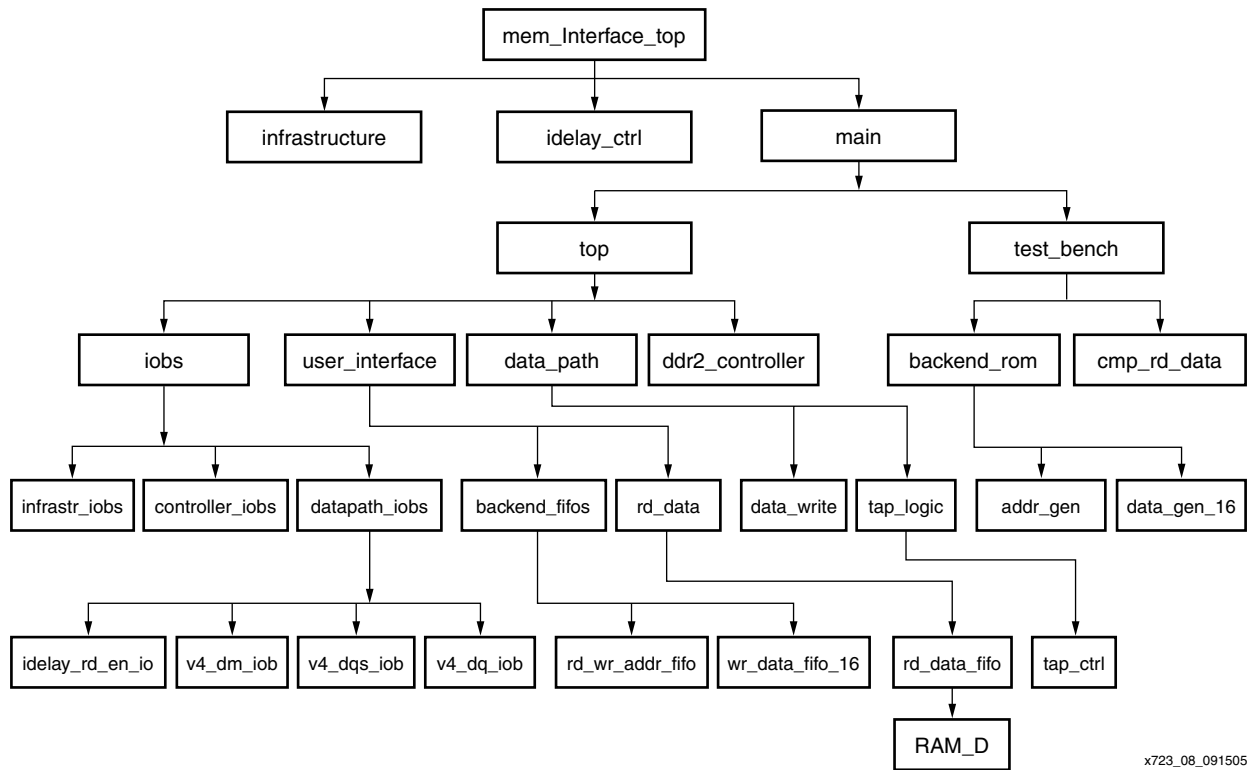 mem_Interface_top
infrastructure
idelay_ctrl
main
top
test_bench
iobs
user_interface
data_path
ddr2_controller
backend_rom
cmp_rd_data
infrastr_iobs
controller_iobs
datapath_iobs
backend_fifos
rd_data
data_write
tap_logic
addr_gen
data_gen_16
idelay_rd_en_io
v4_dm_iob
v4_dqs_iob
v4_dq_iob
rd_wr_addr_fifo
wr_data_fifo_16
rd_data_fifo
tap_ctrl
RAM_D
x723_08_091505